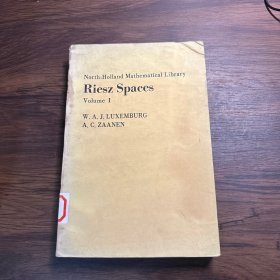 North-Holland Mathematical Library
Riesz Spaces
Volume I
W. A. J. LUXEMBURG
A. C. ZAANEN